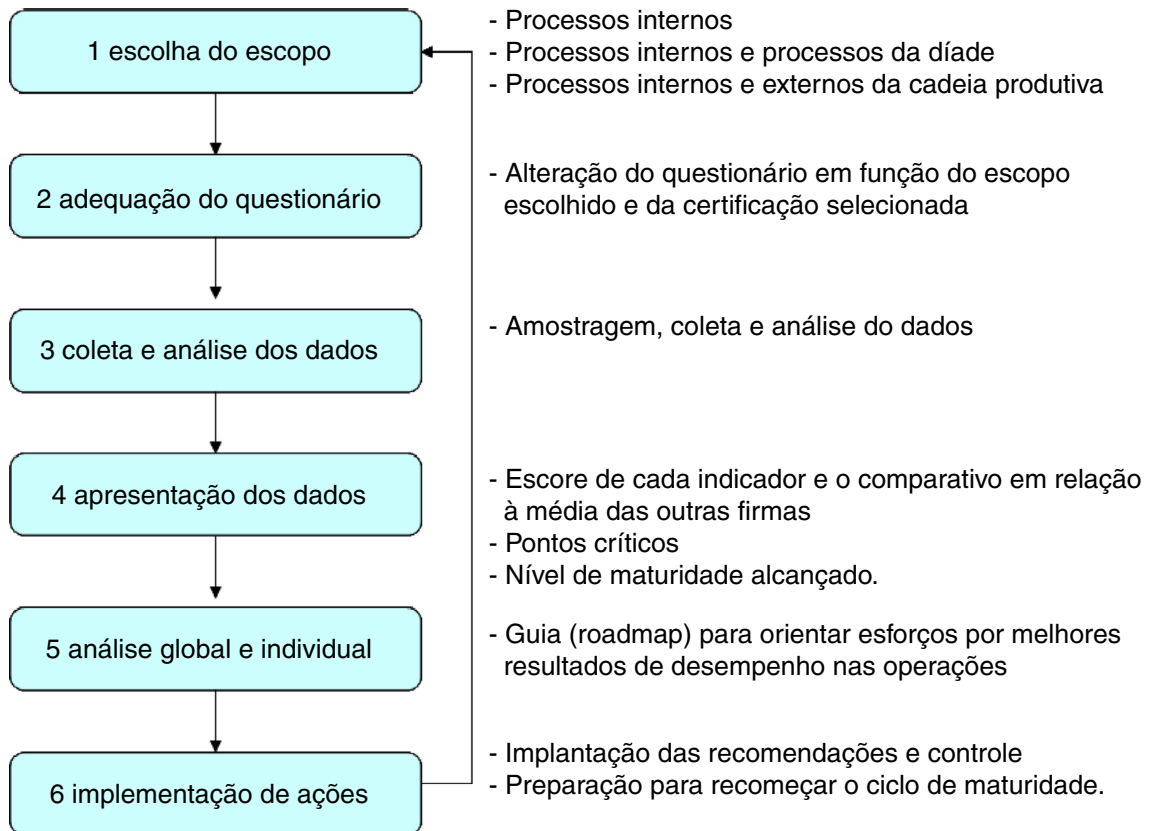 1 escolha do escopo
- Processos internos
- Processos internos e processos da díade
- Processos internos e externos da cadeia produtiva
2 adequação do questionário
- Alteração do questionário em função do escopo
escolhido e da certificação selecionada
3 coleta e análise dos dados
- Amostragem, coleta e análise do dados
4 apresentação dos dados
- Escore de cada indicador e o comparativo em relação
à média das outras firmas
- Pontos críticos
- Nível de maturidade alcançado.
5 análise global e individual
- Guia (roadmap) para orientar esforços por melhores
resultados de desempenho nas operações
6 implementação de ações
- Implantação das recomendações e controle
- Preparação para recomeçar o ciclo de maturidade.